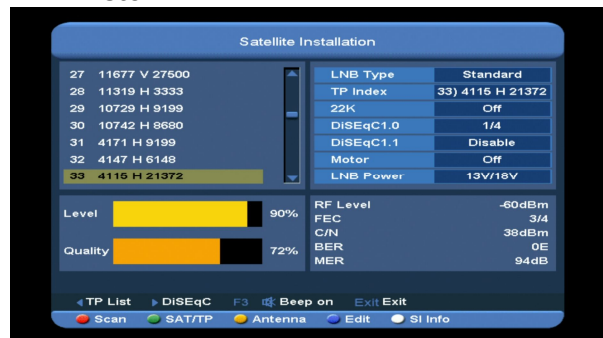 Satellite Installation
27 11677 V 27500
28 11319 H 3333
29 10729 H 9199
30 10742 H 8680
31 4171 H 9199
32 4147 H 6148
33 4115 H 21372
LNB Type Standard
TP Index 33) 4115 H 21372
22K Off
DiSEqC1.0 1/4
DiSEqC1.1 Disable
Motor Off
LNB Power 13V/18V
Level 90%
Quality 72%
RF Level -60dBm
FEC 3/4
C/N 38dBm
BER 0E
MER 94dB
TP List DiSEqC F3 Beep on Exit Exit
Scan SAT/TP Antenna Edit SI Info